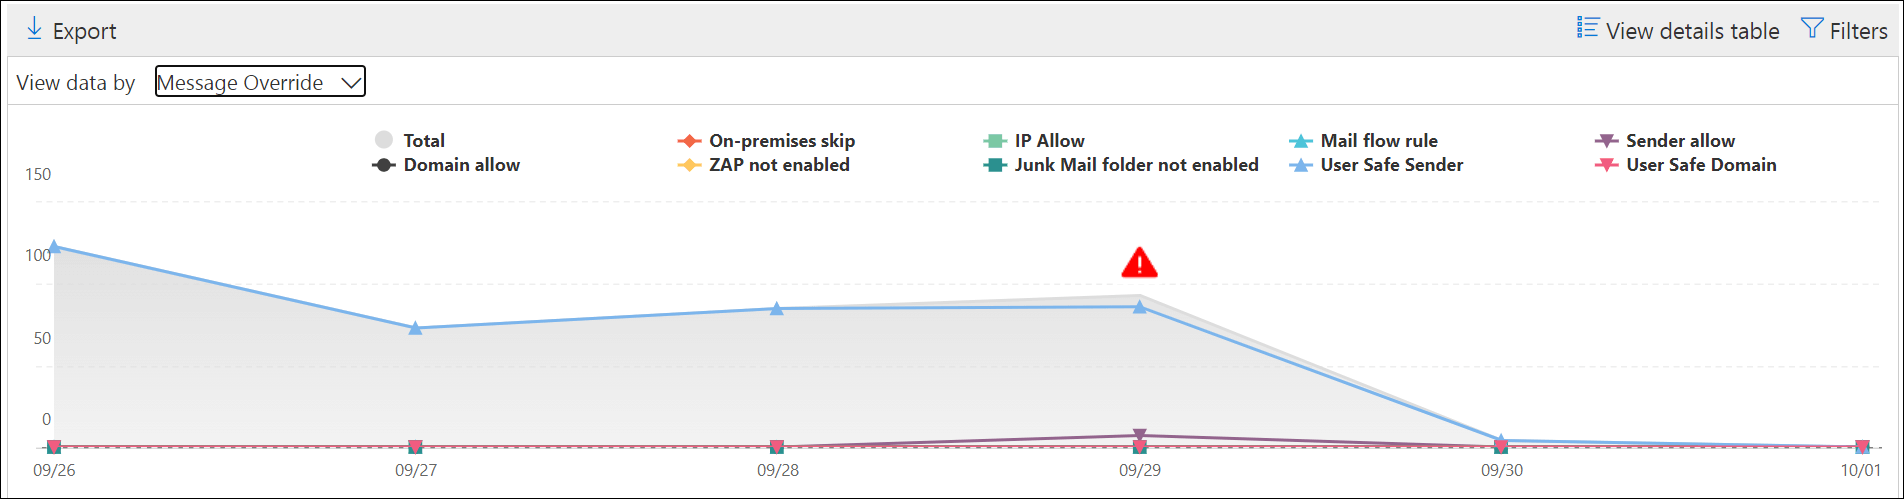 Export
View details table
Filters
View data by
Message Override
Total
On-premises skip
IP Allow
Mail flow rule
Sender allow
Domain allow
ZAP not enabled
Junk Mail folder not enabled
User Safe Sender
User Safe Domain
150
100
50
0
09/26
09/27
09/28
09/29
09/30
10/01